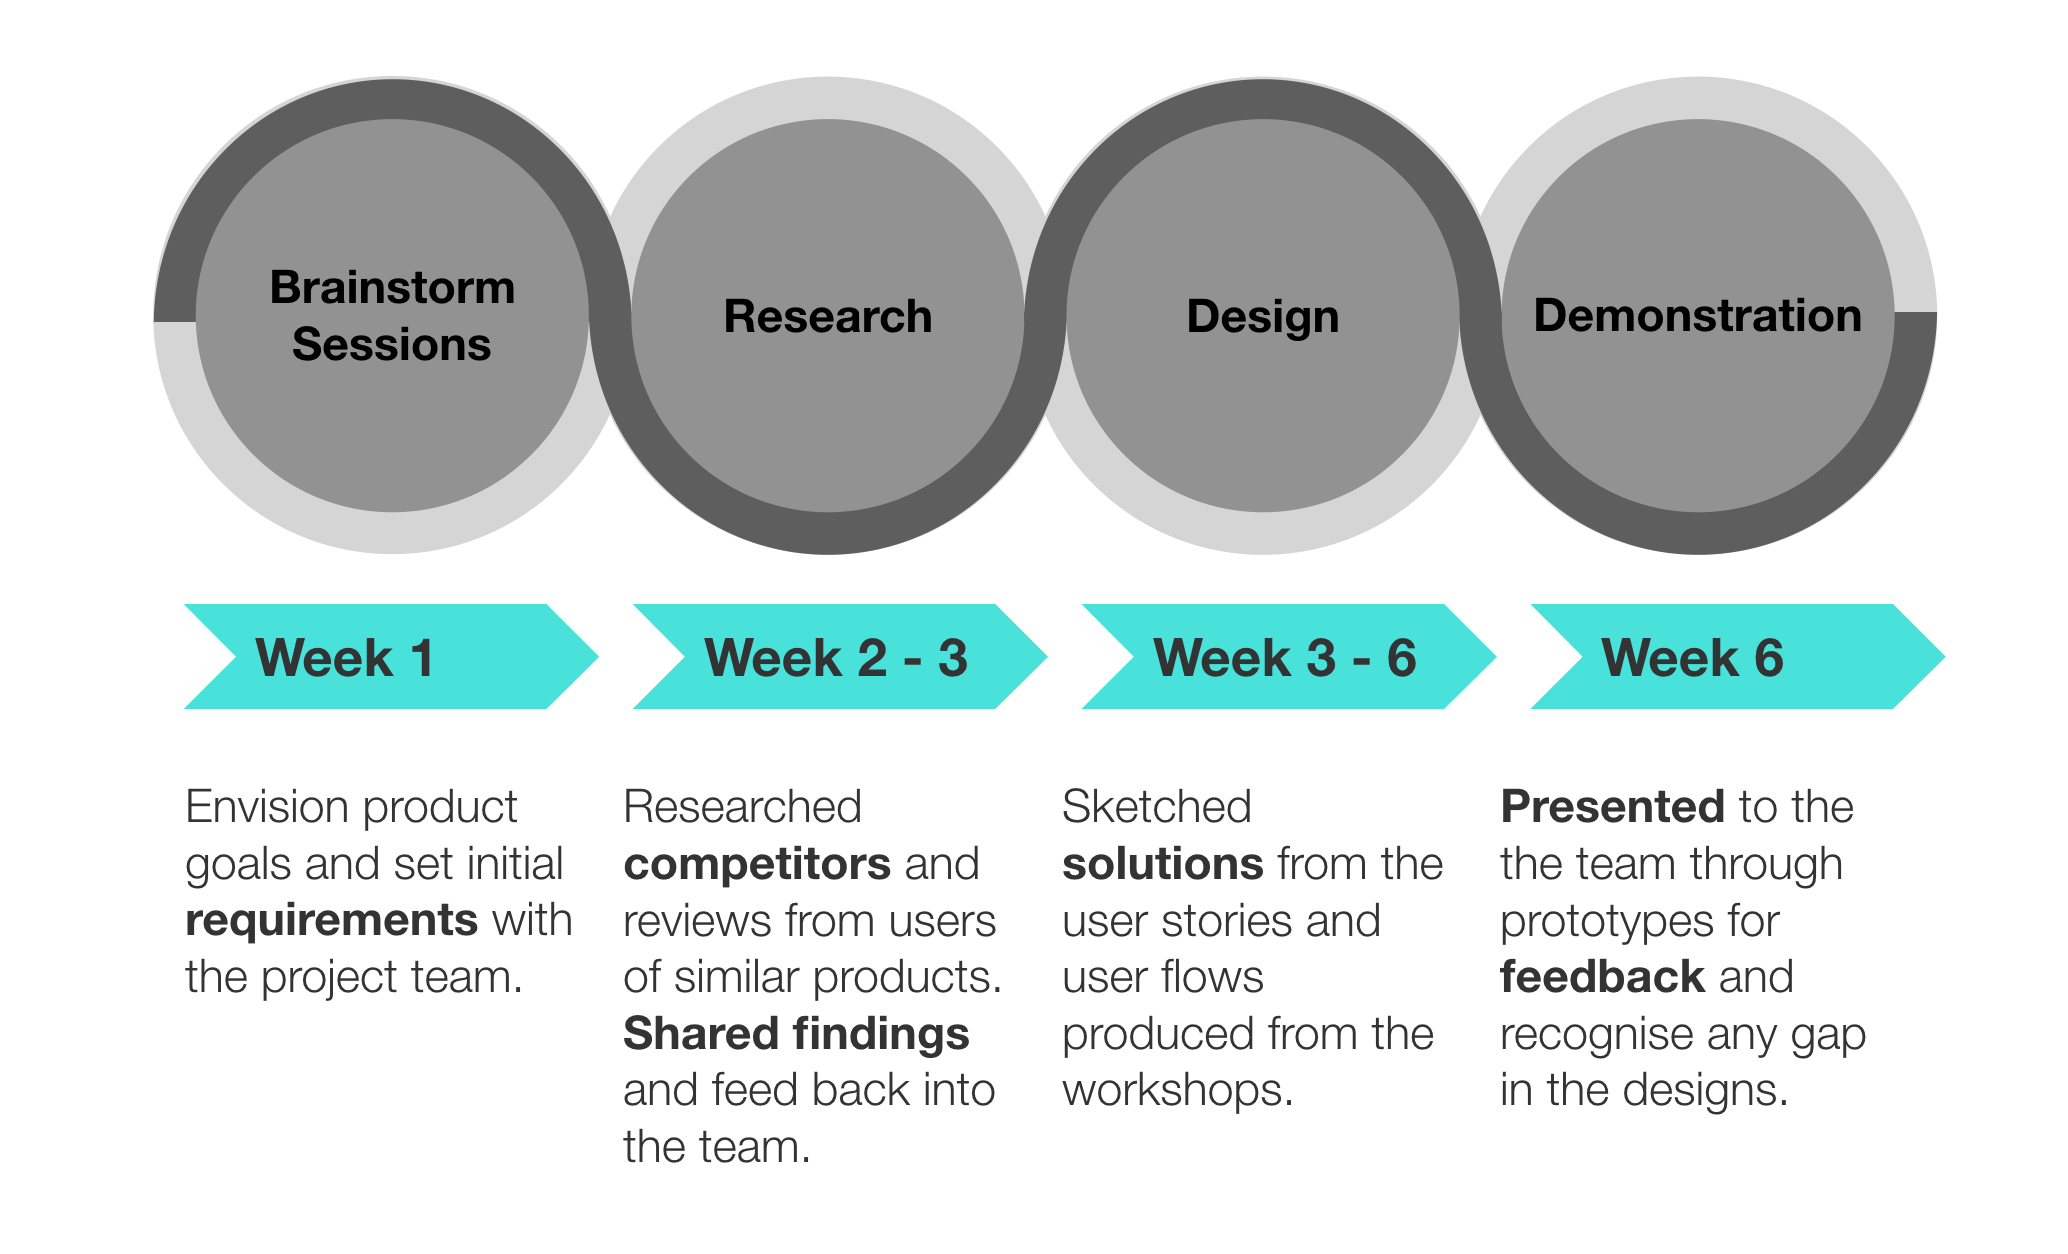 Brainstorm
Sessions
Research
Design
Demonstration
Week 1
Week 2 - 3
Week 3 - 6
Week 6
Envision product
goals and set initial
requirements with
the project team.
Researched
competitors and
reviews from users
of similar products.
Shared findings
and feed back into
the team.
Sketched
solutions from the
user stories and
user flows
produced from the
workshops.
Presented to the
the team through
prototypes for
feedback and
recognise any gap
in the designs.